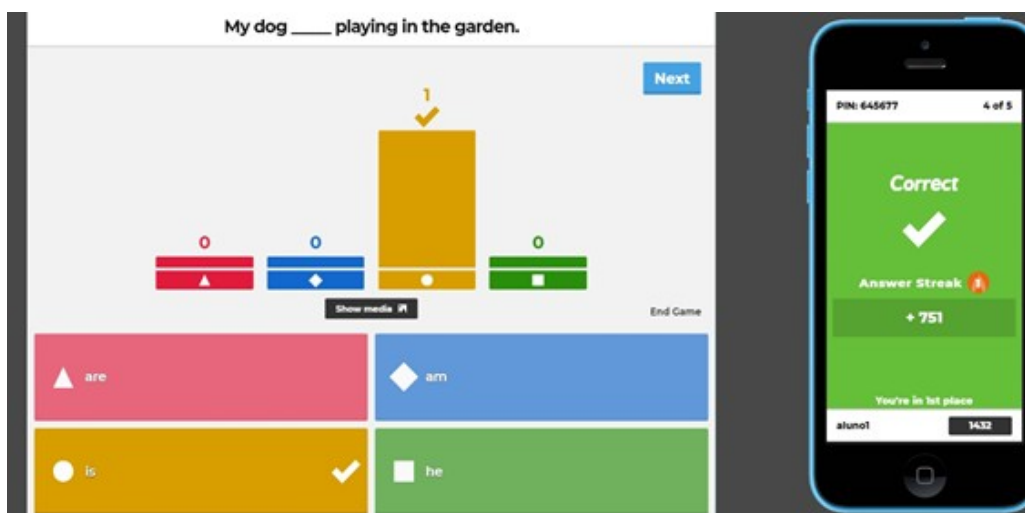 My dog ____ playing in the garden.
Next
1
0
0
0
Show media
End Game
are
am
is
he
PIN: 645677 4 of 5
Correct
Answer Streak
+ 751
You're in 1st place
aluno1 1432